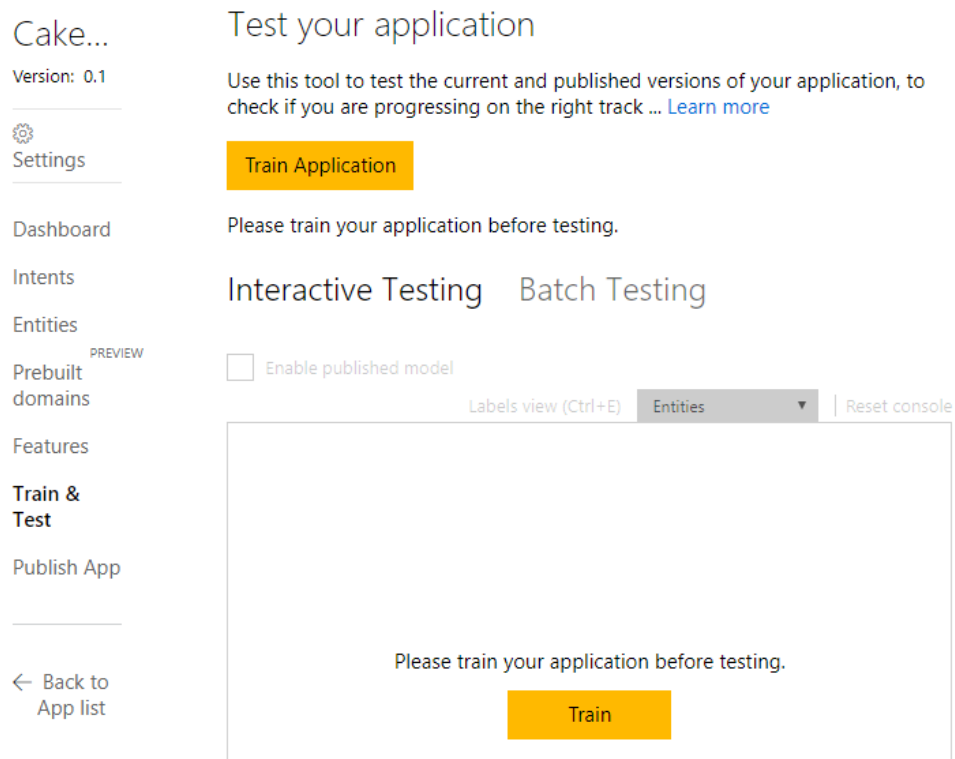 Cake...
Version: 0.1
Settings
Dashboard
Intents
Entities
PREVIEW
Prebuilt
domains
Features
Train &
Test
Publish App
← Back to
App list
Test your application
Use this tool to test the current and published versions of your application, to
check if you are progressing on the right track ... Learn more
Train Application
Please train your application before testing.
Interactive Testing Batch Testing
Enable published model
Labels view (Ctrl+E) Entities ▼ | Reset console
Please train your application before testing.
Train